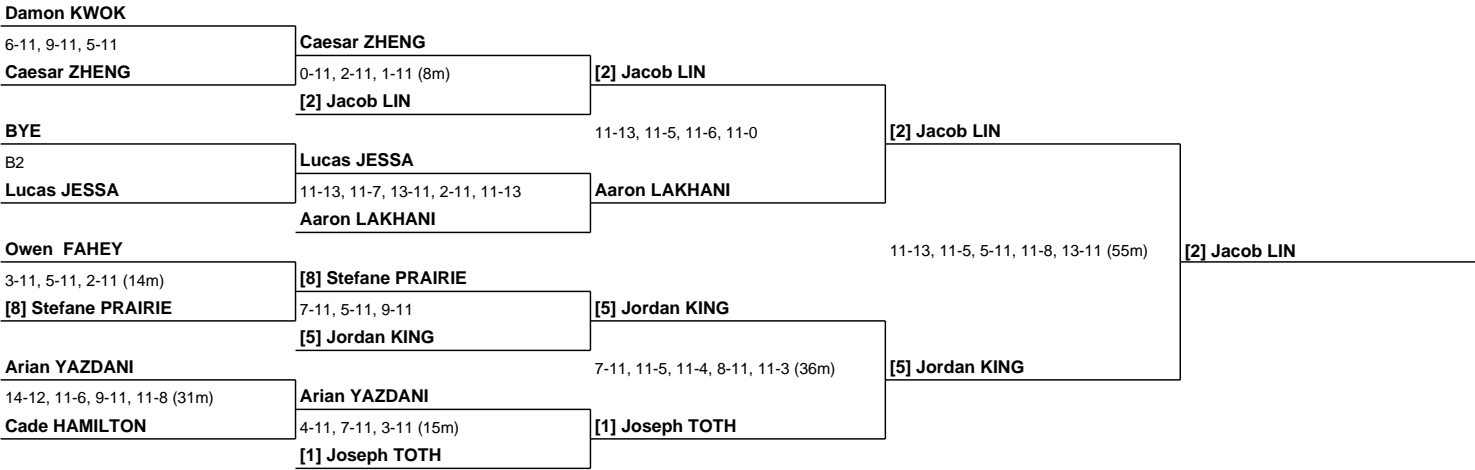 Damon KWOK
6-11, 9-11, 5-11
Caesar ZHENG
Caesar ZHENG
0-11, 2-11, 1-11 (8m)
[2] Jacob LIN
[2] Jacob LIN
BYE
B2
Lucas JESSA
Lucas JESSA
11-13, 11-7, 13-11, 2-11, 11-13
Aaron LAKHANI
11-13, 11-5, 11-6, 11-0
Aaron LAKHANI
[2] Jacob LIN
Owen FAHEY
3-11, 5-11, 2-11 (14m)
[8] Stefane PRAIRIE
[8] Stefane PRAIRIE
7-11, 5-11, 9-11
[5] Jordan KING
[5] Jordan KING
Arian YAZDANI
14-12, 11-6, 9-11, 11-8 (31m)
Cade HAMILTON
Arian YAZDANI
4-11, 7-11, 3-11 (15m)
[1] Joseph TOTH
7-11, 11-5, 11-4, 8-11, 11-3 (36m)
[1] Joseph TOTH
[5] Jordan KING
11-13, 11-5, 5-11, 11-8, 13-11 (55m)
[2] Jacob LIN